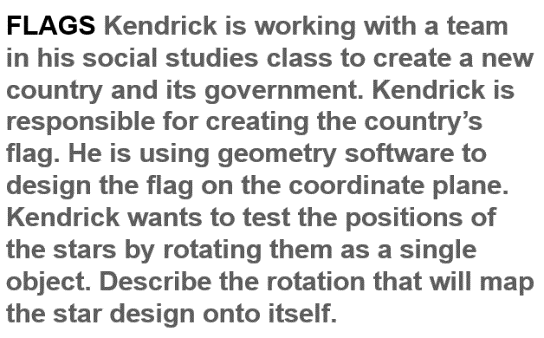 FLAGS Kendrick is working with a team
in his social studies class to create a new
country and its government. Kendrick is
responsible for creating the country’s
flag. He is using geometry software to
design the flag on the coordinate plane.
Kendrick wants to test the positions of
the stars by rotating them as a single
object. Describe the rotation that will map
the star design onto itself.